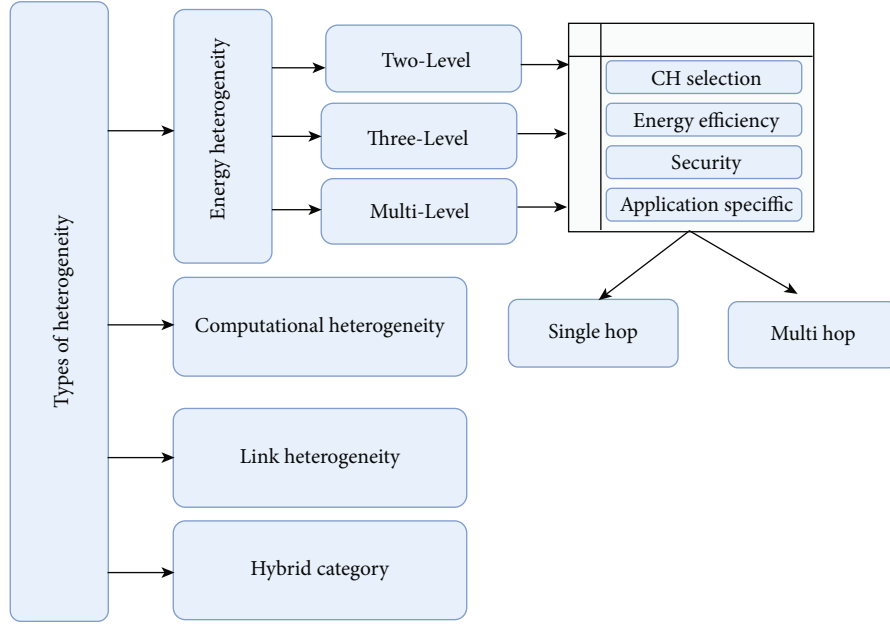 Types of heterogeneity
Energy heterogeneity
Two-Level
Three-Level
Multi-Level
CH selection
Energy efficiency
Security
Application speciffic
Single hop
Multi hop
Computational heterogeneity
Link heterogeneity
Hybrid category